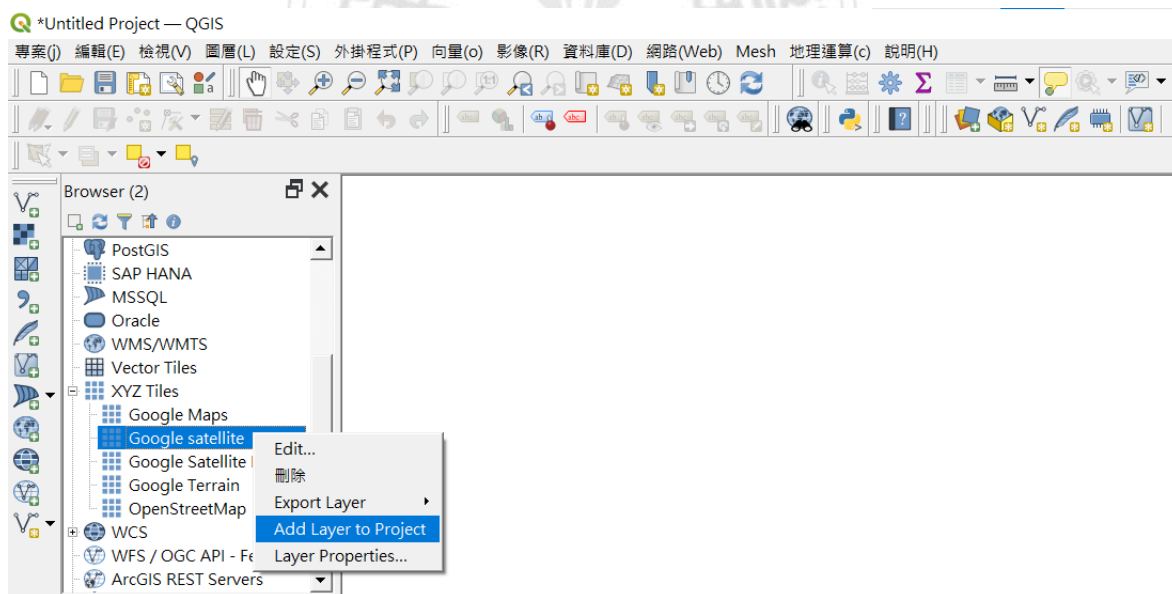 *Untitled Project — QGIS
專案(j) 編輯(E) 檢視(V) 圖層(L) 設定(S) 外掛程式(P) 向量(o) 影像(R) 資料庫(D) 網路(Web) Mesh 地理運算(c) 說明(H)
Browser (2)
PostGIS
SAP HANA
MSSQL
Oracle
WMS/WMTS
Vector Tiles
XYZ Tiles
Google Maps
Google satellite
Google Satellite
Google Terrain
OpenStreetMap
WCS
WFS / OGC API - Fe
ArcGIS REST Servers
Edit...
刪除
Export Layer
Add Layer to Project
Layer Properties...